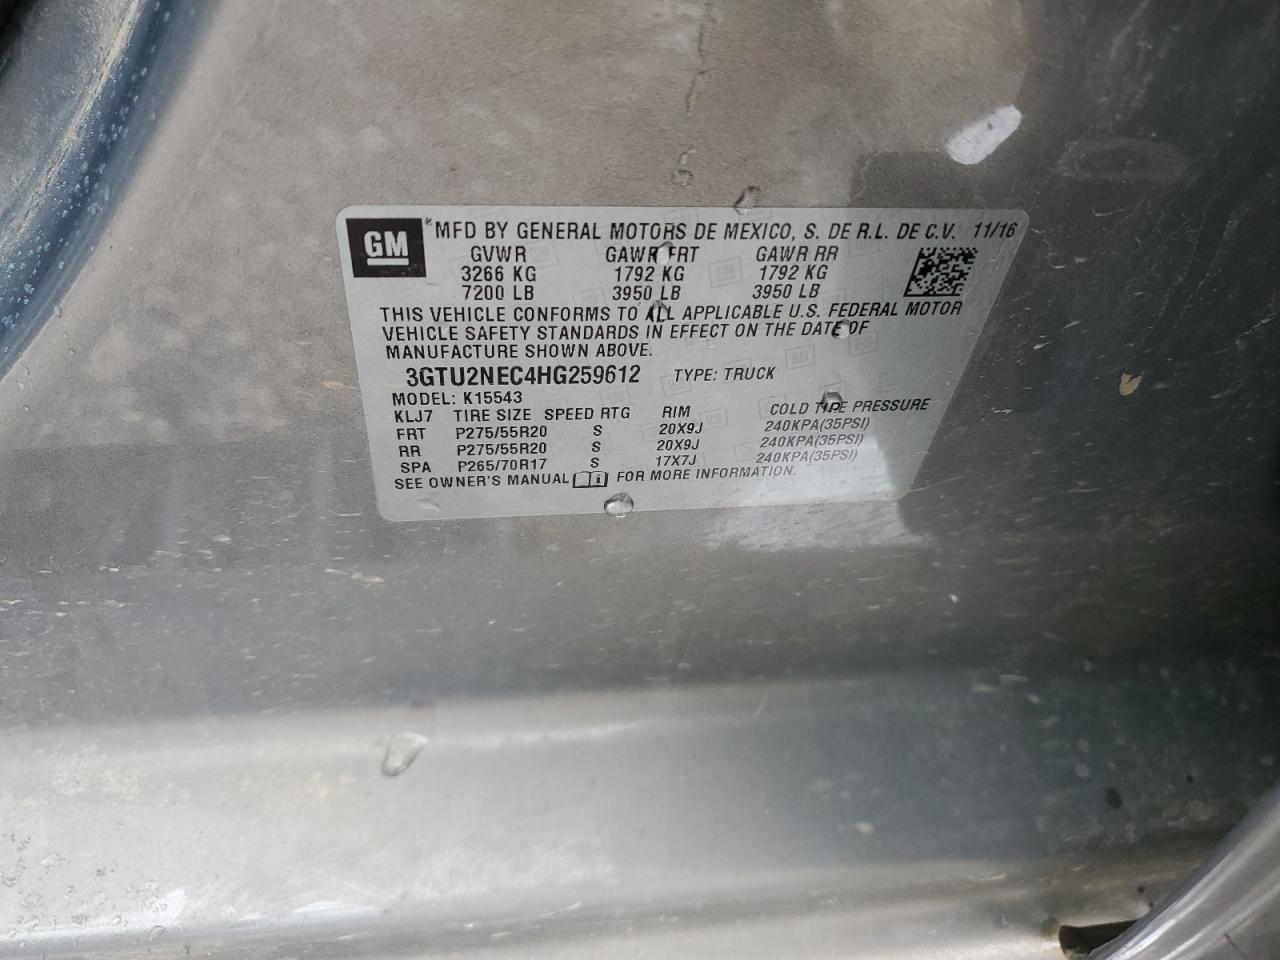 GM
*MFD BY GENERAL MOTORS DE MEXICO, S. DE R.L. DE C.V. 11/16
GVWR GAWR FRT GAWR RR
3266 KG 1792 KG 1792 KG
7200 LB 3950 LB 3950 LB
THIS VEHICLE CONFORMS TO ALL APPLICABLE U.S. FEDERAL MOTOR
VEHICLE SAFETY STANDARDS IN EFFECT ON THE DATE OF
MANUFACTURE SHOWN ABOVE.
3GTU2NEC4HG259612 TYPE: TRUCK
MODEL: K15543
KLJ7 TIRE SIZE SPEED RTG RIM COLD TIRE PRESSURE
FRT P275/55R20 S 20X9J 240KPA(35PSI)
RR P275/55R20 S 20X9J 240KPA(35PSI)
SPA P265/70R17 S 17X7J 240KPA(35PSI)
SEE OWNER'S MANUAL FOR MORE INFORMATION.